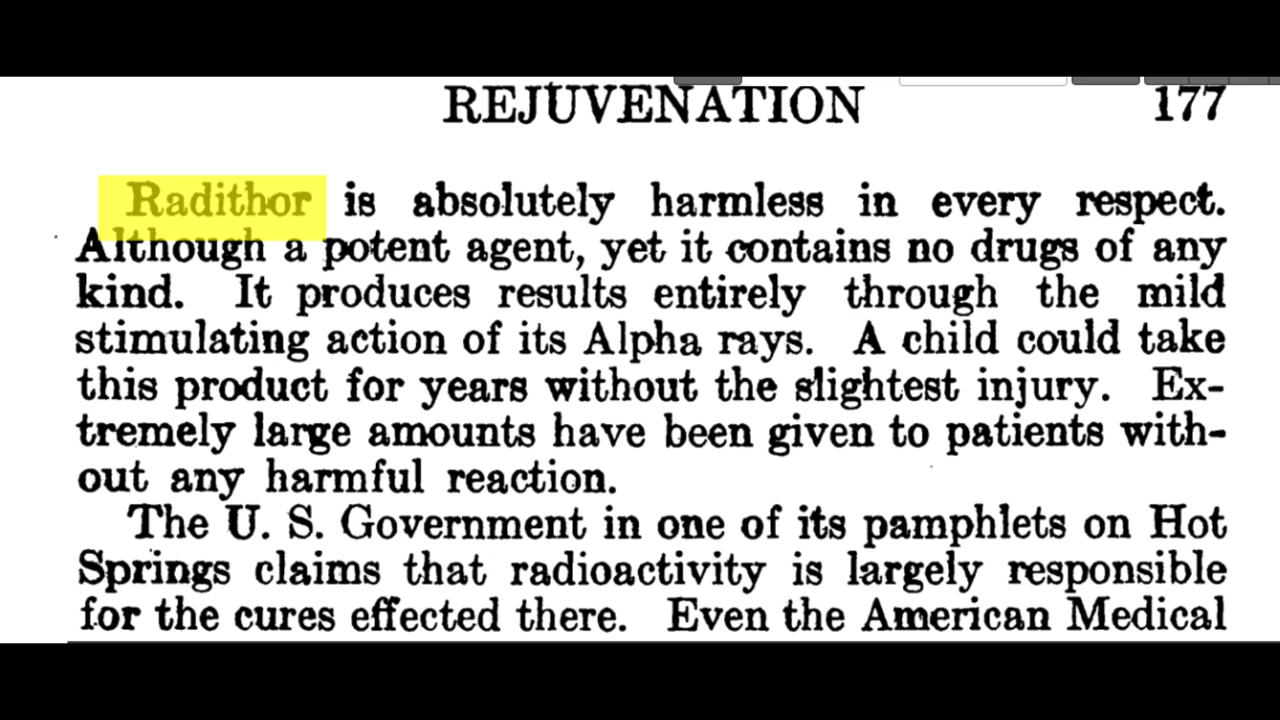 REJUVENATION 177
Radithor is absolutely harmless in every respect.
Although a potent agent, yet it contains no drugs of any
kind. It produces results entirely through the mild
stimulating action of its Alpha rays. A child could take
this product for years without the slightest injury. Ex-
tremely large amounts have been given to patients with-
out any harmful reaction.
The U. S. Government in one of its pamphlets on Hot
Springs claims that radioactivity is largely responsible
for the cures effected there. Even the American Medical